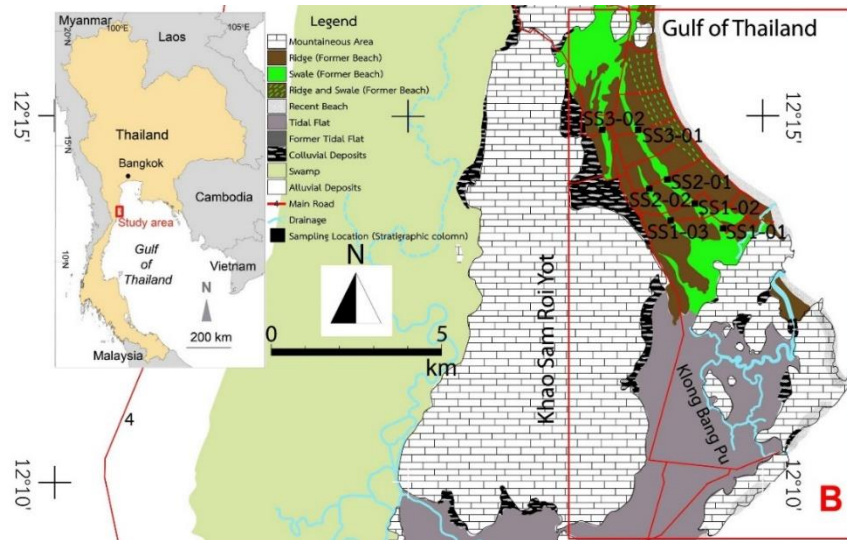 Myanmar
100°E
105°E
20°N
Laos
15°N
Thailand
Bangkok
Cambodia
Study area
Gulf
of
Thailand
Vietnam
10°N
N
200 km
Malaysia
Legend
Mountaineous Area
Ridge (Former Beach)
Swale (Former Beach)
Ridge and Swale (Former Beach)
Recent Beach
Tidal Flat
Former Tidal Flat
Colluvial Deposits
Swamp
Alluvial Deposits
Main Road
Drainage
Sampling Location (Stratigraphic colomn)
N
0
5
km
4
Gulf of Thailand
12°15
12°15
SS3-02
SS3-01
SS2-01
SS2-02
SS1-02
SS1-03
SS1-01
Khao Sam Roi Yot
Klong Bang Pu
12°10
12°10
B